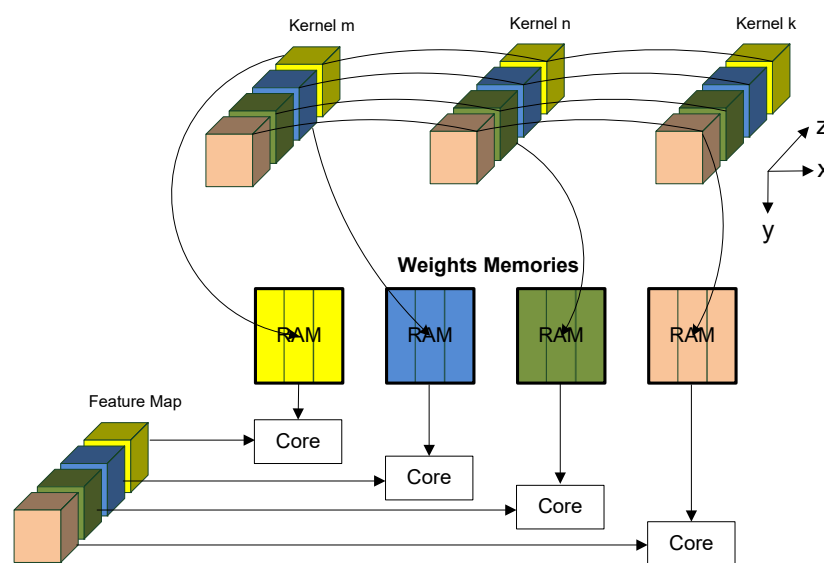 Kernel m
Kernel n
Kernel k
z
x
y
Weights Memories
RAM
RAM
RAM
RAM
Feature Map
Core
Core
Core
Core